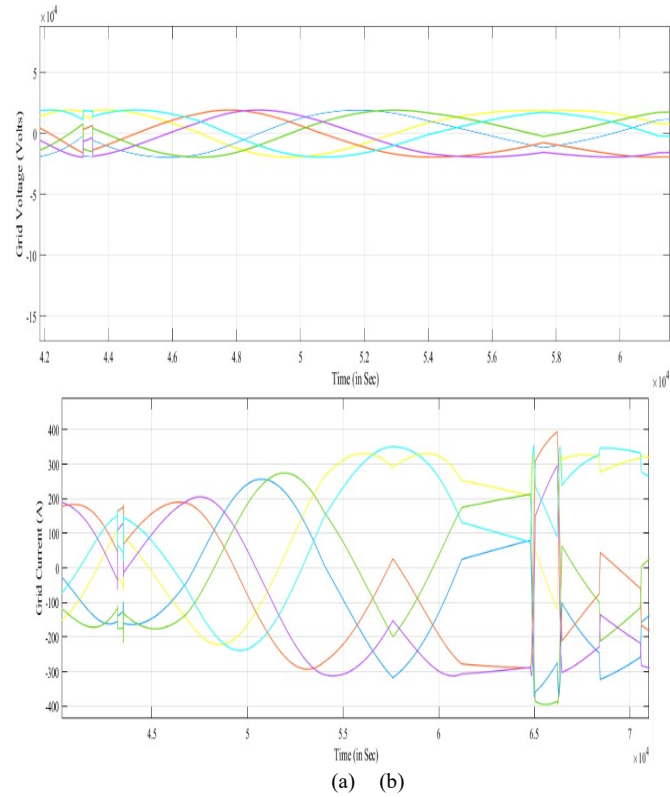 ×10⁴
5
0
-5
-10
-15
Grid Voltage (Volts)
4.2 4.4 4.6 4.8 5 5.2 5.4 5.6 5.8 6
Time (in Sec)
×10⁴
400
300
200
100
0
-100
-200
-300
-400
Grid Current (A)
4.5 5 5.5 6 6.5 7
Time (in Sec)
×10⁴
(a) (b)